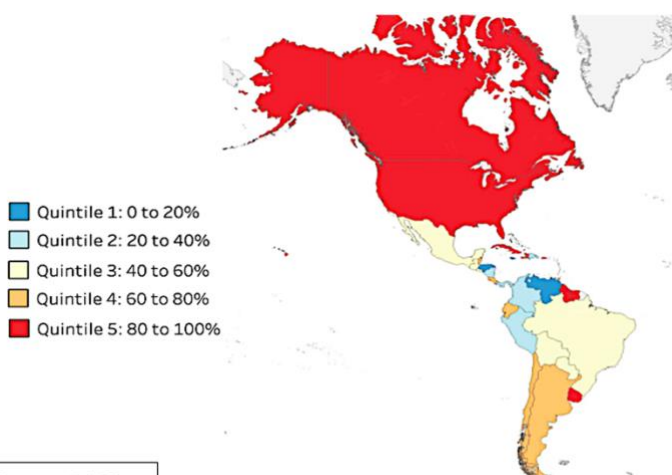 Quintile 1: 0 to 20%
Quintile 2: 20 to 40%
Quintile 3: 40 to 60%
Quintile 4: 60 to 80%
Quintile 5: 80 to 100%